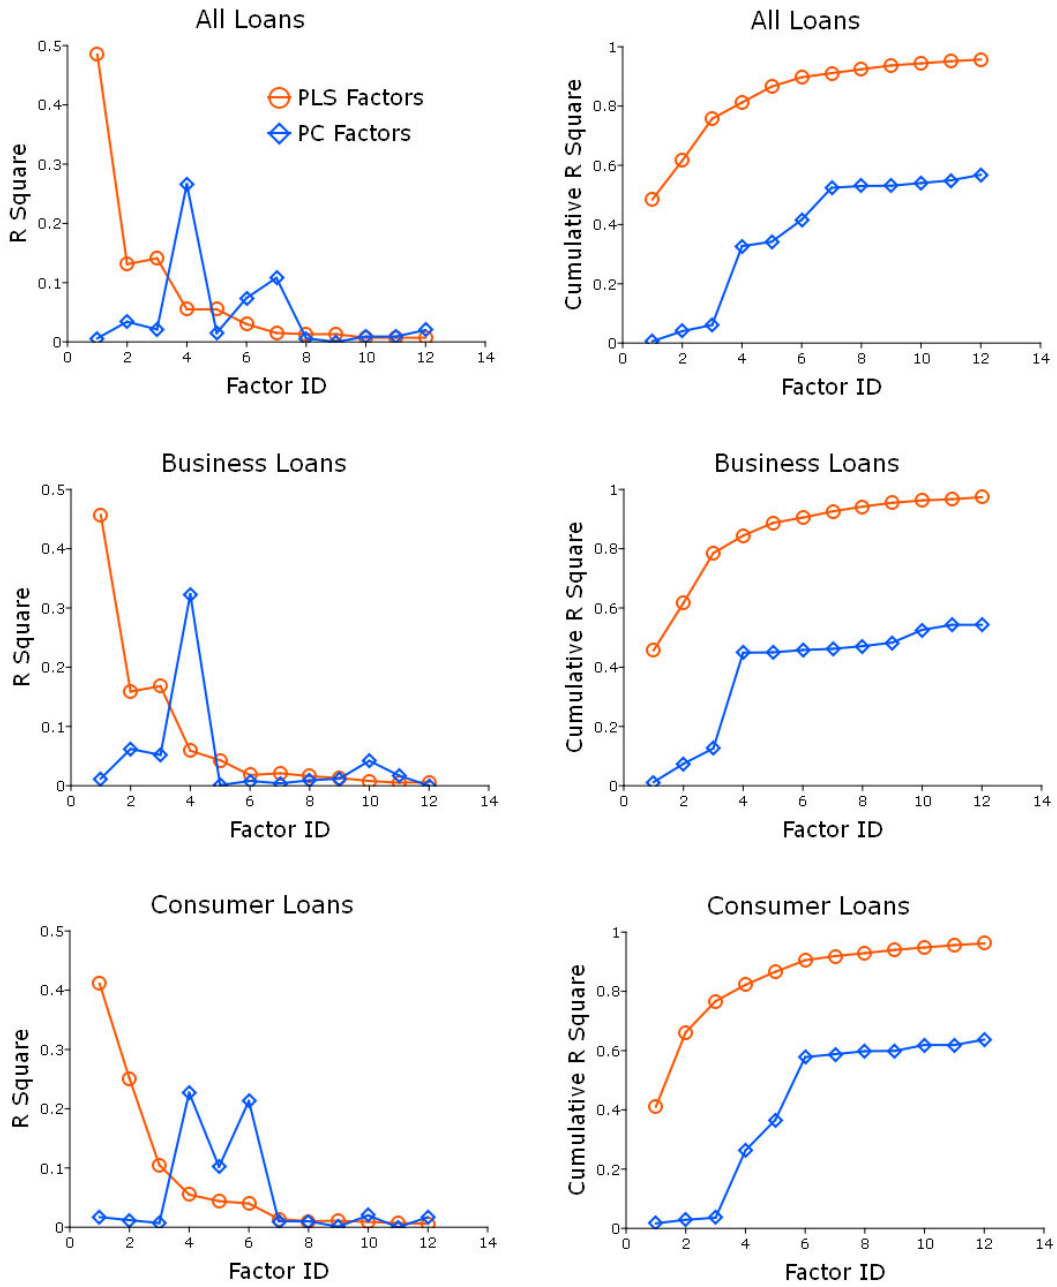 All Loans
0.5
0.4
0.3
0.2
0.1
0
R Square
PLS Factors
PC Factors
0 2 4 6 8 10 12 14
Factor ID
All Loans
1
0.8
0.6
0.4
0.2
0
Cumulative R Square
0 2 4 6 8 10 12 14
Factor ID
Business Loans
0.5
0.4
0.3
0.2
0.1
0
R Square
0 2 4 6 8 10 12 14
Factor ID
Business Loans
1
0.8
0.6
0.4
0.2
0
Cumulative R Square
0 2 4 6 8 10 12 14
Factor ID
Consumer Loans
0.5
0.4
0.3
0.2
0.1
0
R Square
0 2 4 6 8 10 12 14
Factor ID
Consumer Loans
1
0.8
0.6
0.4
0.2
0
Cumulative R Square
0 2 4 6 8 10 12 14
Factor ID